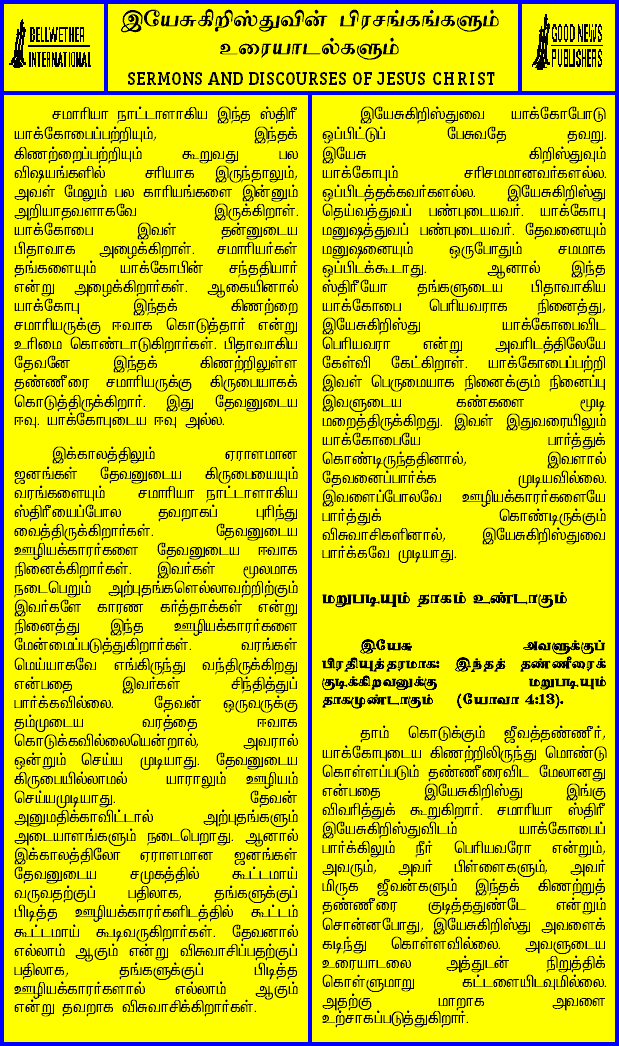 BELLWETHER
INTERNATIONAL
இயேசுகிறிஸ்துவின் பிரசங்கங்களும்
உரையாடல்களும்
SERMONS AND DISCOURSES OF JESUS CHRIST
GOOD NEWS
PUBLISHERS
சமாரியா நாட்டாளாகிய இந்த ஸ்திரீ
யாக்கோபைப்பற்றியும், இந்தக்
கிணற்றைப்பற்றியும் கூறுவது பல
விஷயங்களில் சரியாக இருந்தாலும்,
அவள் மேலும் பல காரியங்களை இன்னும்
அறியாதவளாகவே இருக்கிறாள்.
யாக்கோபை இவள் தன்னுடைய
பிதாவாக அழைக்கிறாள். சமாரியர்கள்
தங்களையும் யாக்கோபின் சந்ததியார்
என்று அழைக்கிறார்கள். ஆகையினால்
யாக்கோபு இந்தக் கிணற்றை
சமாரியருக்கு ஈவாக கொடுத்தார் என்று
உரிமை கொண்டாடுகிறார்கள். பிதாவாகிய
தேவனே இந்தக் கிணற்றிலுள்ள
தண்ணீரை சமாரியருக்கு கிருபையாகக்
கொடுத்திருக்கிறார். இது தேவனுடைய
ஈவு. யாக்கோபுடைய ஈவு அல்ல.
இக்காலத்திலும் ஏராளமான
ஜனங்கள் தேவனுடைய கிருபையையும்
வரங்களையும் சமாரியா நாட்டாளாகிய
ஸ்திரீயைப்போல தவறாகப் புரிந்து
வைத்திருக்கிறார்கள். தேவனுடைய
ஊழியக்காரர்களை தேவனுடைய ஈவாக
நினைக்கிறார்கள். இவர்கள் மூலமாக
நடைபெறும் அற்புதங்களெல்லாவற்றிற்கும்
இவர்களே காரண கர்த்தாக்கள் என்று
நினைத்து இந்த ஊழியக்காரர்களை
மேன்மைப்படுத்துகிறார்கள். வரங்கள்
மெய்யாகவே எங்கிருந்து வந்திருக்கிறது
என்பதை இவர்கள் சிந்தித்துப்
பார்க்கவில்லை. தேவன் ஒருவருக்கு
தம்முடைய வரத்தை ஈவாக
கொடுக்கவில்லையென்றால், அவரால்
ஒன்றும் செய்ய முடியாது. தேவனுடைய
கிருபையில்லாமல் யாராலும் ஊழியம்
செய்யமுடியாது. தேவன்
அனுமதிக்காவிட்டால் அற்புதங்களும்
அடையாளங்களும் நடைபெறாது. ஆனால்
இக்காலத்திலோ ஏராளமான ஜனங்கள்
தேவனுடைய சமுகத்தில் கூட்டமாய்
வருவதற்குப் பதிலாக, தங்களுக்குப்
பிடித்த ஊழியக்காரர்களிடத்தில் கூட்டம்
கூட்டமாய் கூடிவருகிறார்கள். தேவனால்
எல்லாம் ஆகும் என்று விசுவாசிப்பதற்குப்
பதிலாக, தங்களுக்குப் பிடித்த
ஊழியக்காரர்களால் எல்லாம் ஆகும்
என்று தவறாக விசுவாசிக்கிறார்கள்.
இயேசுகிறிஸ்துவை யாக்கோபோடு
ஒப்பிட்டுப் பேசுவதே தவறு.
இயேசு கிறிஸ்துவும்
யாக்கோபும் சரிசமமானவர்களல்ல.
ஒப்பிடத்தக்கவர்களல்ல. இயேசுகிறிஸ்து
தெய்வத்துவப் பண்புடையவர். யாக்கோபு
மனுஷத்துவப் பண்புடையவர். தேவனையும்
மனுஷனையும் ஒருபோதும் சமமாக
ஒப்பிடக்கூடாது. ஆனால் இந்த
ஸ்திரீயோ தங்களுடைய பிதாவாகிய
யாக்கோபை பெரியவராக நினைத்து,
இயேசுகிறிஸ்து யாக்கோபைவிட
பெரியவரா என்று அவரிடத்திலேயே
கேள்வி கேட்கிறாள். யாக்கோபைப்பற்றி
இவள் பெருமையாக நினைக்கும் நினைப்பு
இவளுடைய கண்களை மூடி
மறைத்திருக்கிறது. இவள் இதுவரையிலும்
யாக்கோபையே பார்த்துக்
கொண்டிருந்ததினால், இவளால்
தேவனைப்பார்க்க முடியவில்லை.
இவளைப்போலவே ஊழியக்காரர்களையே
பார்த்துக் கொண்டிருக்கும்
விசுவாசிகளினால், இயேசுகிறிஸ்துவை
பார்க்கவே முடியாது.
மறுபடியும் தாகம் உண்டாகும்
இயேசு அவளுக்குப்
பிரதியுத்தரமாக: இந்தத் தண்ணீரைக்
குடிக்கிறவனுக்கு மறுபடியும்
தாகமுண்டாகும் (யோவா 4:13).
தாம் கொடுக்கும் ஜீவத்தண்ணீர்,
யாக்கோபுடைய கிணற்றிலிருந்து மொண்டு
கொள்ளப்படும் தண்ணீரைவிட மேலானது
என்பதை இயேசுகிறிஸ்து இங்கு
விவரித்துக் கூறுகிறார். சமாரியா ஸ்திரீ
இயேசுகிறிஸ்துவிடம் யாக்கோபைப்
பார்க்கிலும் நீர் பெரியவரோ என்றும்,
அவரும், அவர் பிள்ளைகளும், அவர்
மிருக ஜீவன்களும் இந்தக் கிணற்றுத்
தண்ணீரை குடித்ததுண்டே என்றும்
சொன்னபோது, இயேசுகிறிஸ்து அவளைக்
கடிந்து கொள்ளவில்லை. அவளுடைய
உரையாடலை அத்துடன் நிறுத்திக்
கொள்ளுமாறு கட்டளையிடவுமில்லை.
அதற்கு மாறாக அவளை
உற்சாகப்படுத்துகிறார்.